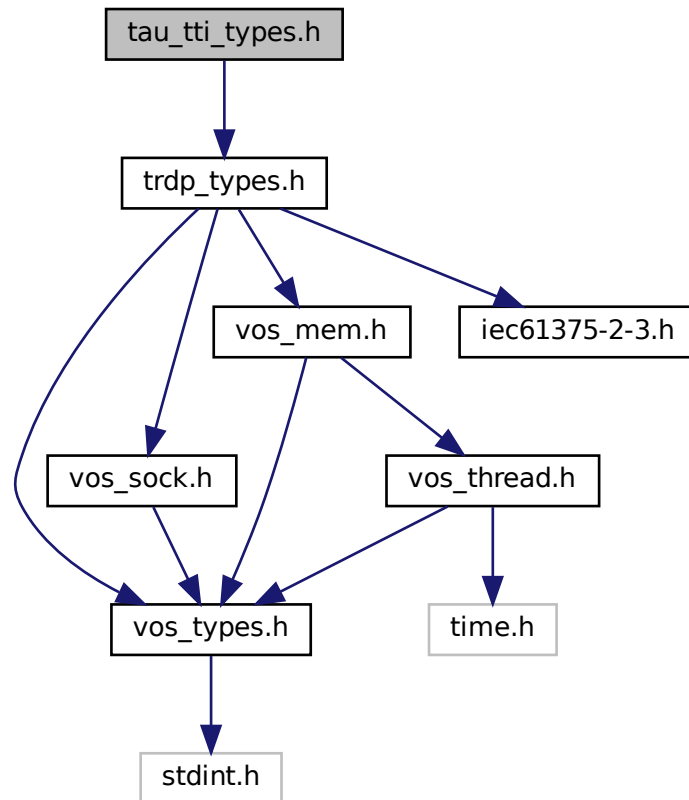 tau_tti_types.h
trdp_types.h
vos_mem.h
iec61375-2-3.h
vos_sock.h
vos_thread.h
vos_types.h
time.h
stdint.h